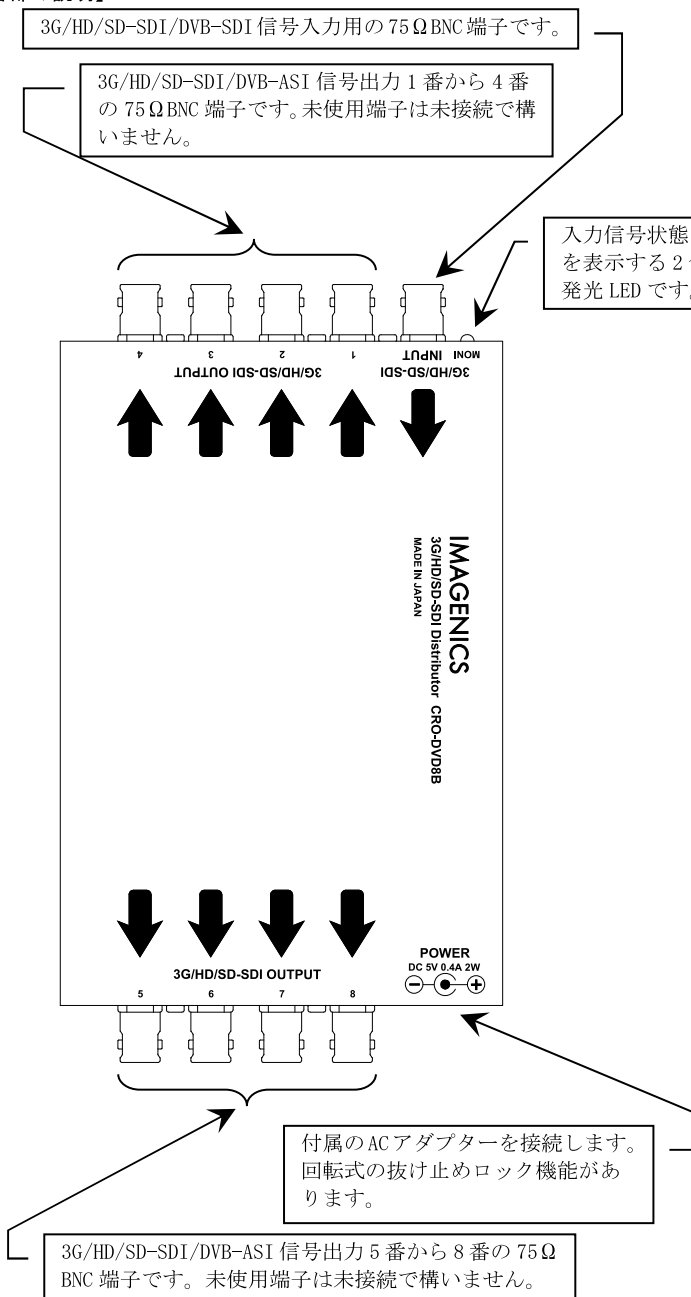 3G/HD/SD-SDI/DVB-SDI信号入力用の75ΩBNC端子です。
3G/HD/SD-SDI/DVB-ASI信号出力1番から4番
の75ΩBNC端子です。未使用端子は未接続で構
いません。
入力信号状態
を表示する2
発光LEDです。
4
3
2
1
INPUT
MONI
3G/HD/SD-SDI OUTPUT
3G/HD/SD-SDI
IMAGENICS
3G/HD/SD-SDI Distributor CRO-DVD8B
MADE IN JAPAN
POWER
DC 5V 0.4A 2W
3G/HD/SD-SDI OUTPUT
5
6
7
8
付属のACアダプターを接続します。
回転式の抜け止めロック機能があ
ります。
3G/HD/SD-SDI/DVB-ASI信号出力5番から8番の75Ω
BNC端子です。未使用端子は未接続で構いません。